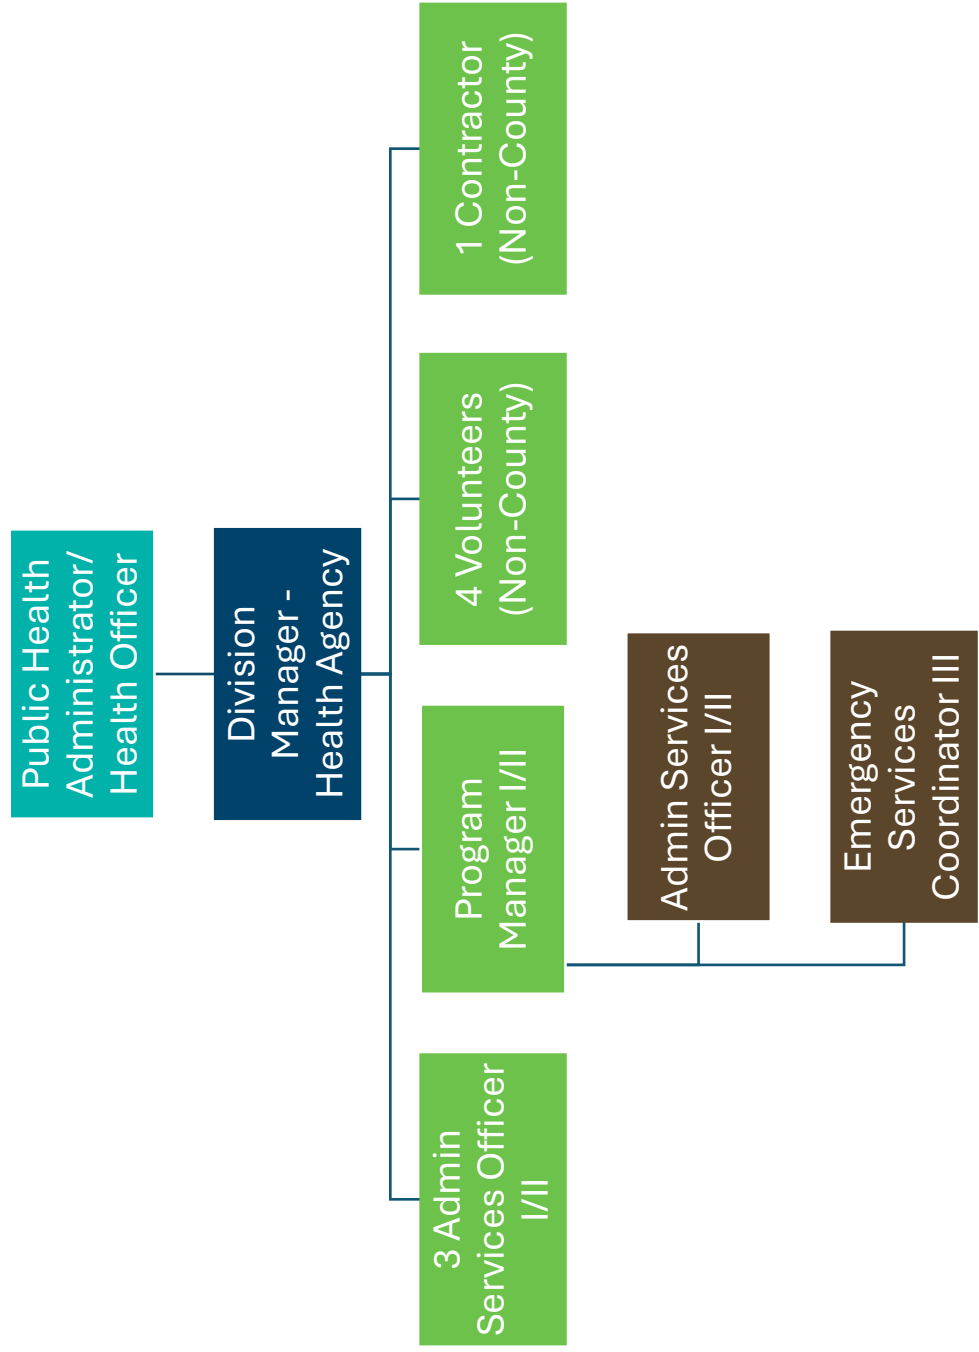 Public Health
Administrator/
Health Officer
Division
Manager -
Health Agency
3 Admin
Services Officer
I/II
Program
Manager I/II
4 Volunteers
(Non-County)
1 Contractor
(Non-County)
Admin Services
Officer I/II
Emergency
Services
Coordinator III